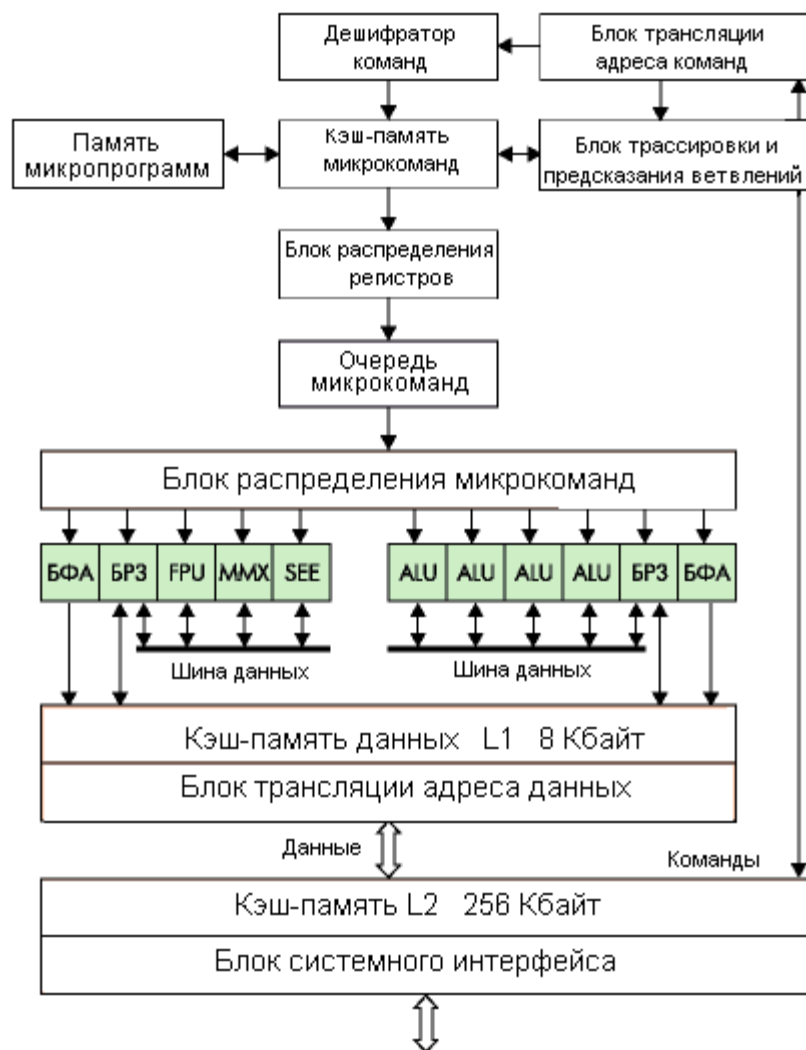 Дешифратор
команд
Блок трансляции
адреса команд
Память
микропрограмм
Кэш-память
микрокоманд
Блок трассировки и
предсказания ветвлений
Блок распределения
регистров
Очередь
микрокоманд
Блок распределения микрокоманд
БФА БРЗ FPU MMX SEE ALU ALU ALU ALU БРЗ БФА
Шина данных Шина данных
Кэш-память данных L1 8 Кбайт
Блок трансляции адреса данных
Данные
Команды
Кэш-память L2 256 Кбайт
Блок системного интерфейса